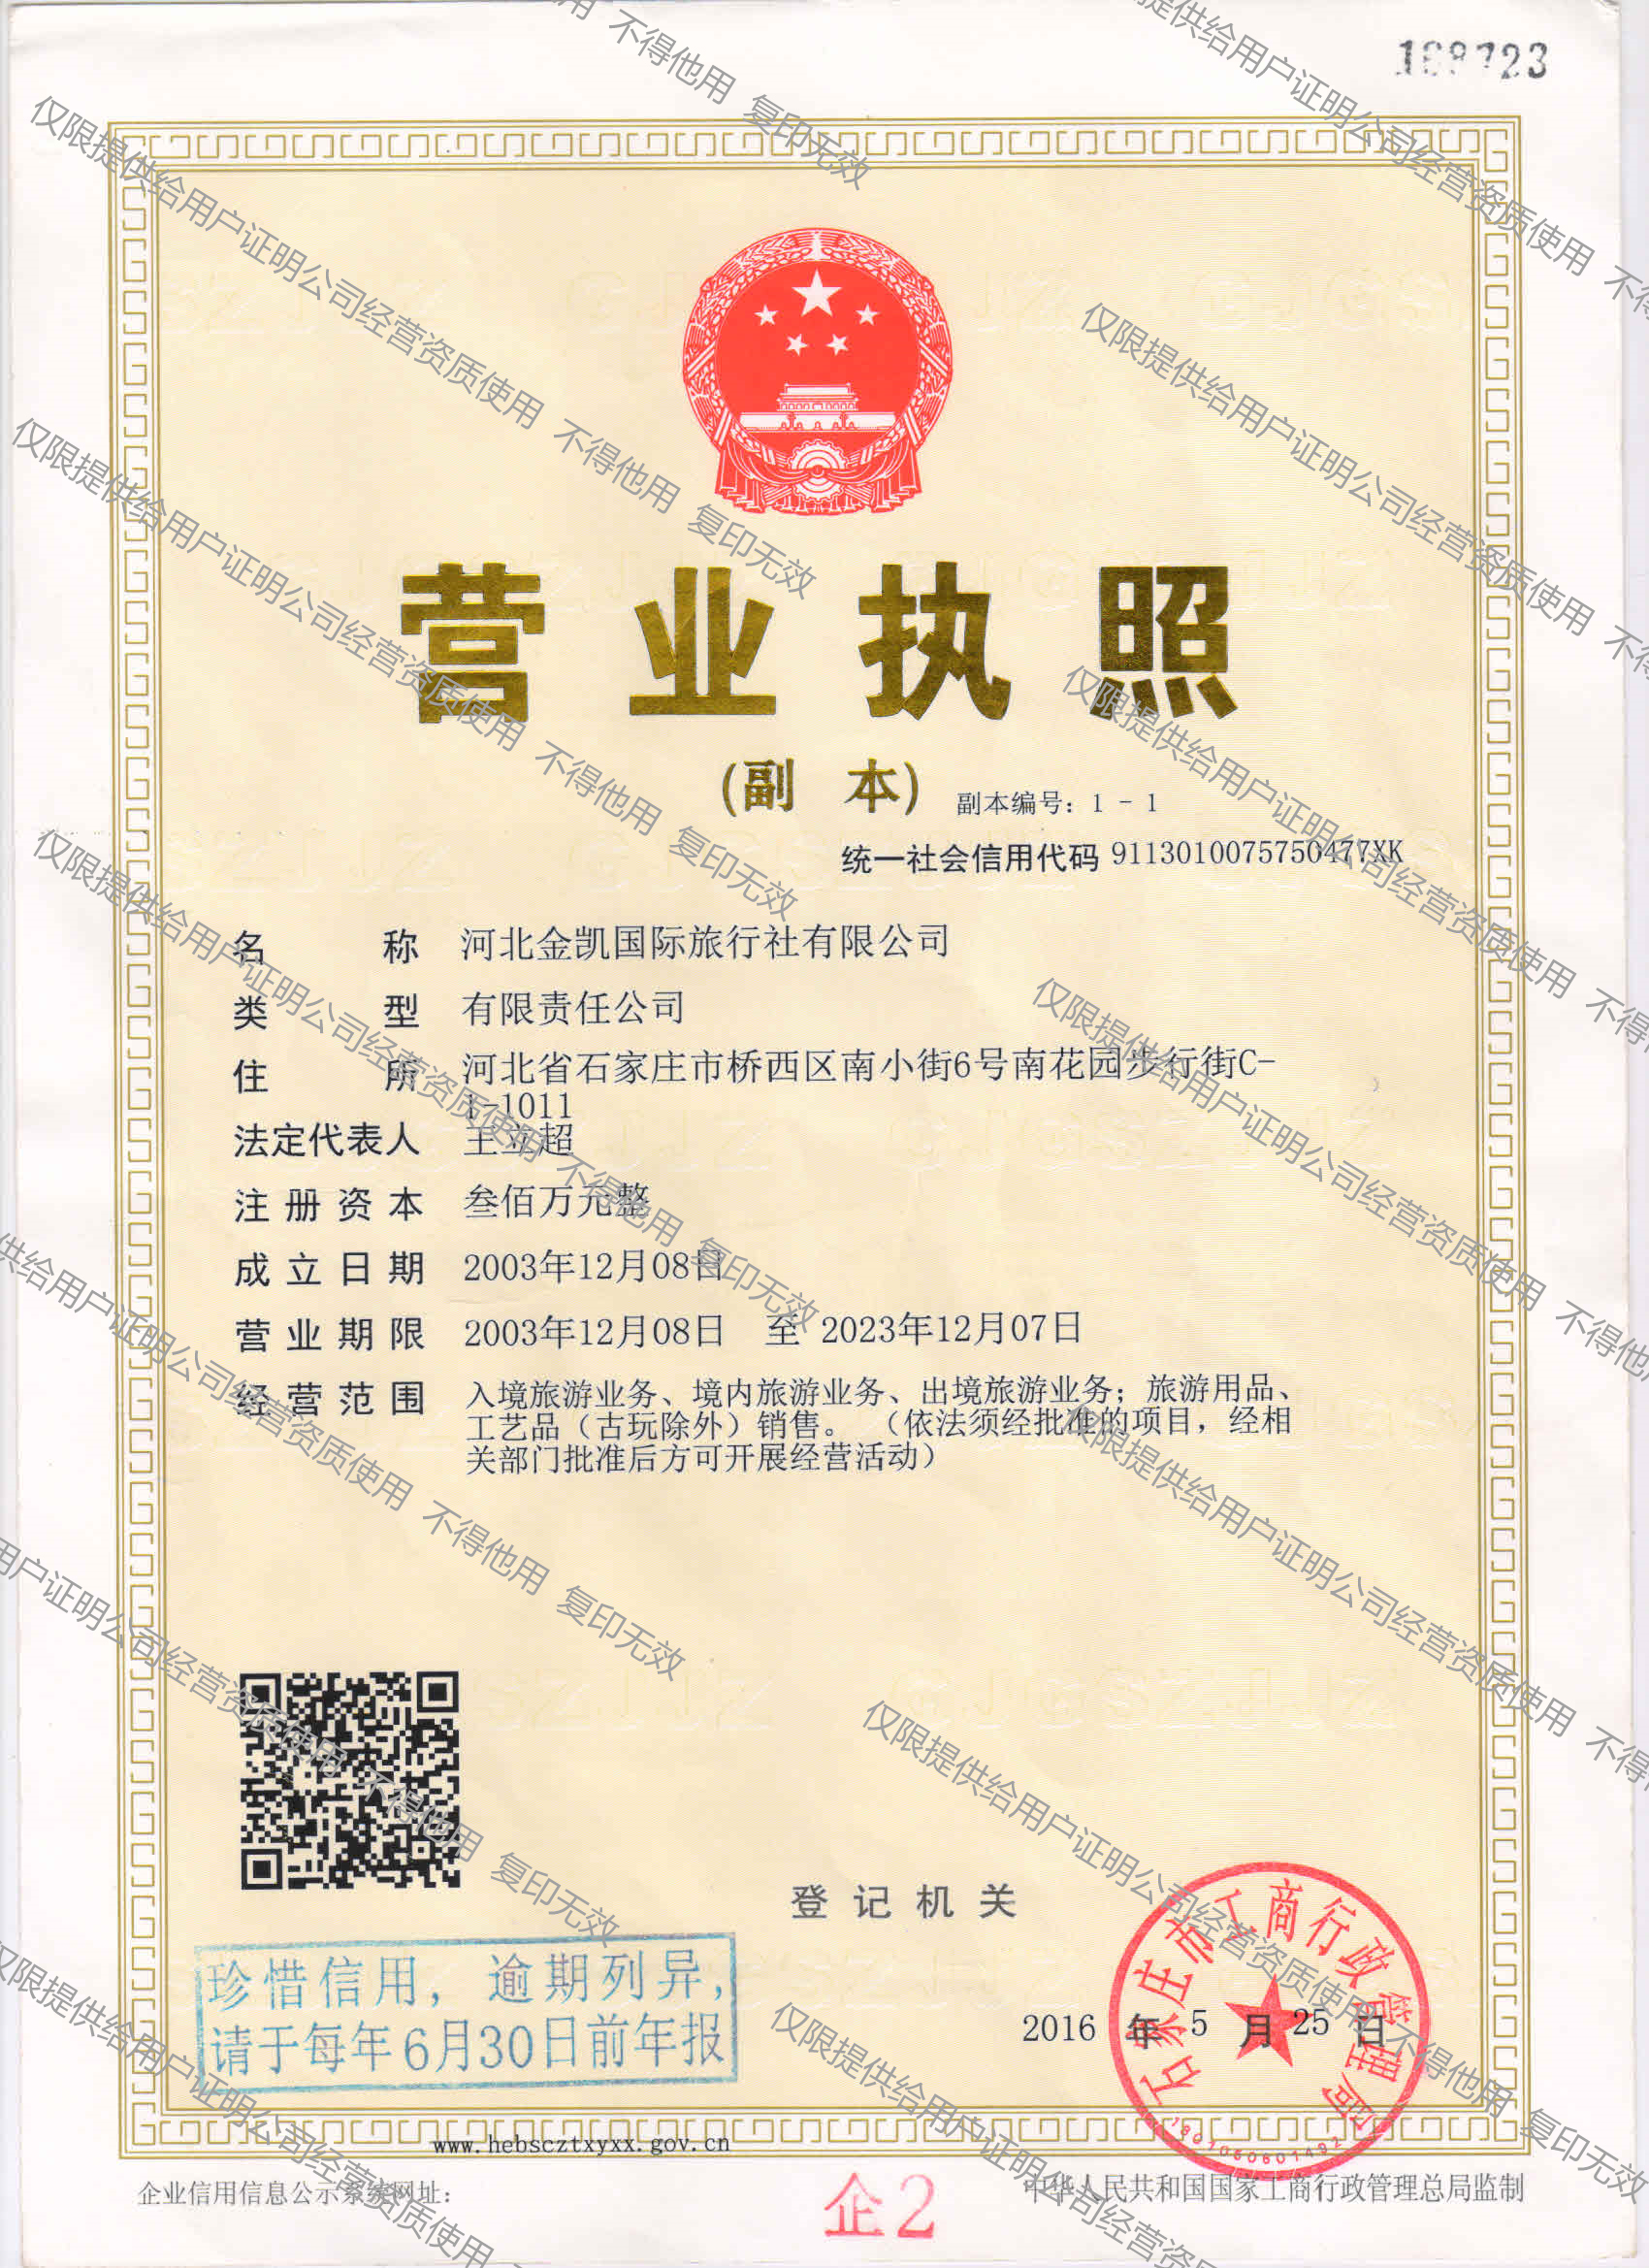 168723
营业执照
(副 本) 副本编号：1 - 1
统一社会信用代码 91130100757504​77XK
名 称 河北金凯国际旅行社有限公司
类 型 有限责任公司
住 所 河北省石家庄市桥西区南小街6号南花园步行街C-
1-1011
法定代表人 王立超
注册资本 叁佰万元整
成立日期 2003年12月08日
营业期限 2003年12月08日 至 2023年12月07日
经营范围 入境旅游业务、境内旅游业务、出境旅游业务；旅游用品、
工艺品（古玩除外）销售。（依法须经批准的项目，经相
关部门批准后方可开展经营活动）
登记机关
石家庄市工商行政管理局
2016 年 5 月 25 日
珍惜信用，逾期列异，
请于每年6月30日前年报
www.hebscztxyxx.gov.cn
企业信用信息公示系统网址：
企2
中华人民共和国国家工商行政管理总局监制
仅限提供给用户证明公司经营资质使用 不得他用 复印无效